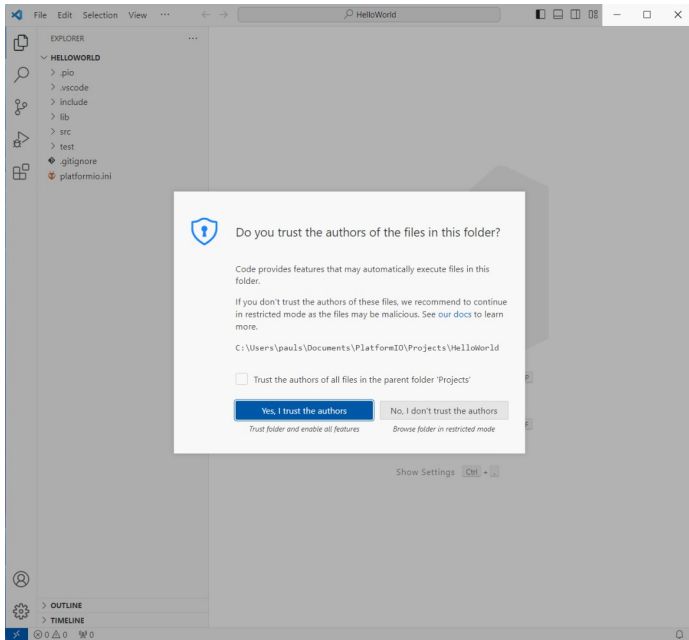 File Edit Selection View ··· HelloWorld
EXPLORER ···
HELLOWORLD
.pio
.vscode
include
lib
src
test
.gitignore
platformio.ini
Do you trust the authors of the files in this folder?
Code provides features that may automatically execute files in this
folder.
If you don't trust the authors of these files, we recommend to continue
in restricted mode as the files may be malicious. See our docs to learn
more.
C:\Users\pauls\Documents\PlatformIO\Projects\HelloWorld
Trust the authors of all files in the parent folder 'Projects'
P
Yes, I trust the authors No, I don't trust the authors
Trust folder and enable all features Browse folder in restricted mode
F
Show Settings Ctrl + ,
OUTLINE
TIMELINE
0 0 0